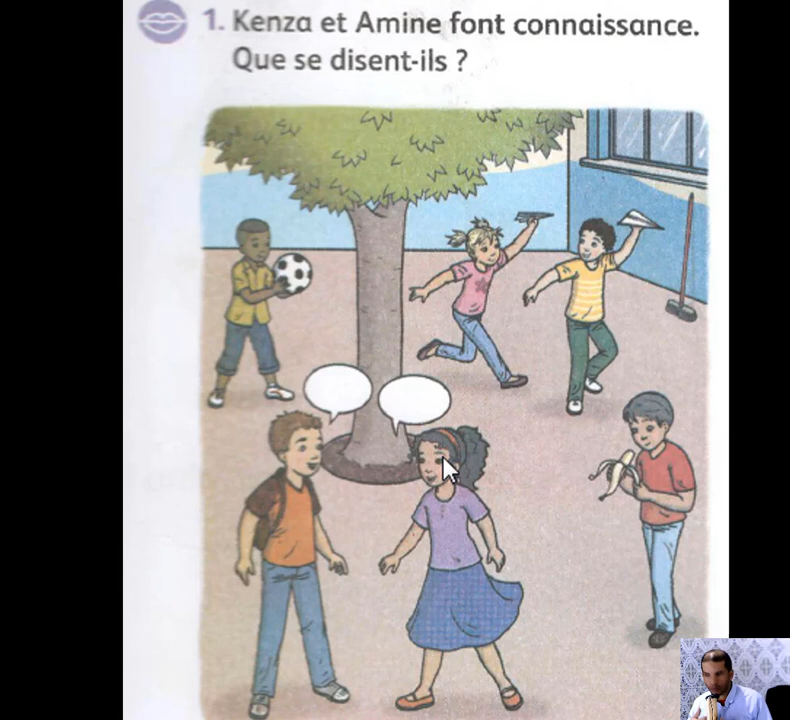 1. Kenza et Amine font connaissance.
Que se disent-ils ?